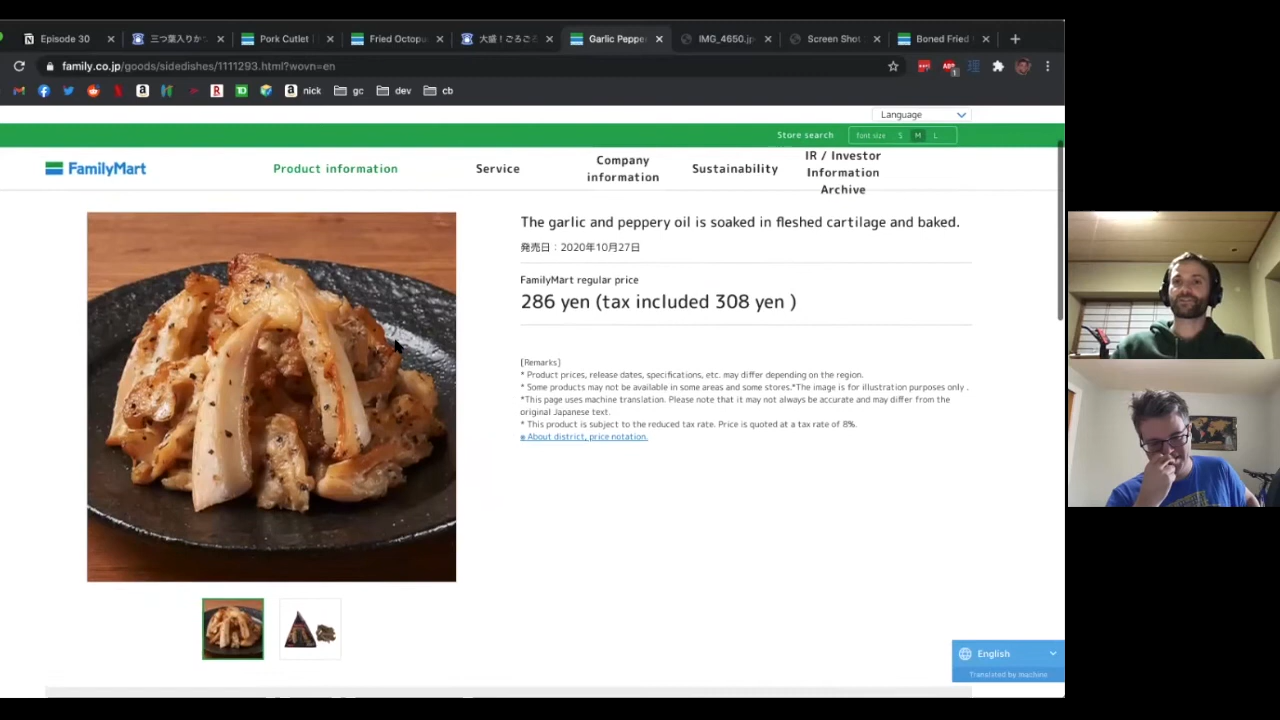 Episode 30
三つ葉入りか
Pork Cutlet
Fried Octopu
大盛！ごろご
Garlic Peppe
IMG_4650.jp
Screen Shot
Boned Fried
family.co.jp/goods/sidedishes/1111293.html?wovn=en
nick
gc
dev
cb
Language
Store search
font size S M L
FamilyMart
Product information
Service
Company
information
Sustainability
IR / Investor
Information
Archive
The garlic and peppery oil is soaked in fleshed cartilage and baked.
発売日：2020年10月27日
FamilyMart regular price
286 yen (tax included 308 yen )
[Remarks]
* Product prices, release dates, specifications, etc. may differ depending on the region.
* Some products may not be available in some areas and some stores.*The image is for illustration purposes only .
*This page uses machine translation. Please note that it may not always be accurate and may differ from the
original Japanese text.
* This product is subject to the reduced tax rate. Price is quoted at a tax rate of 8%.
※About district, price notation.
English
Translated by machine